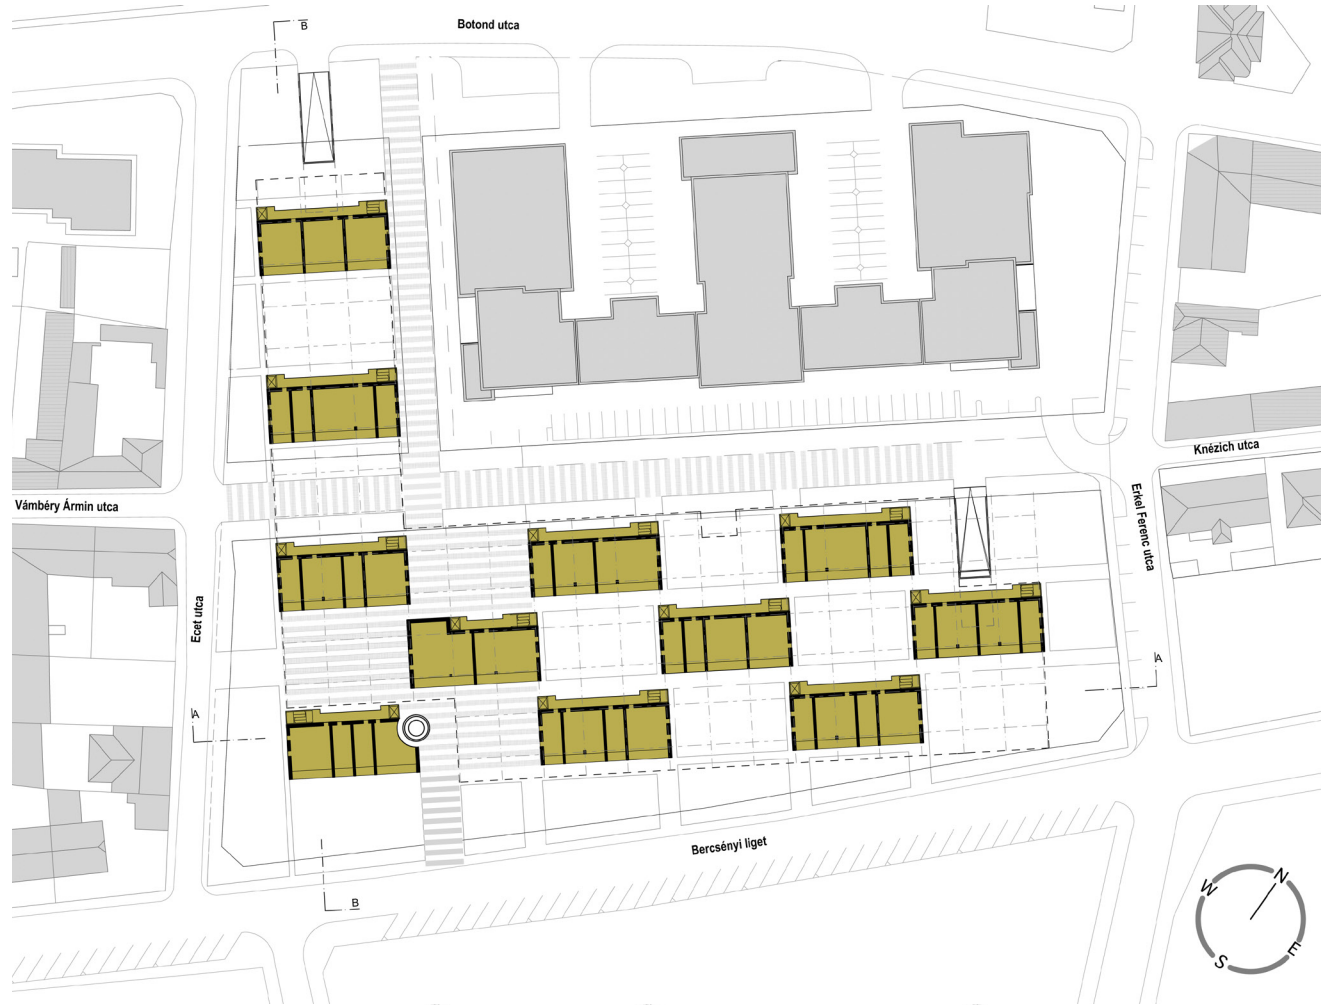 B
Botond utca
Knézich utca
Vámbéry Ármin utca
Erkel Ferenc utca
Ecet utca
A
A
Bercsényi liget
B
N
W
E
S